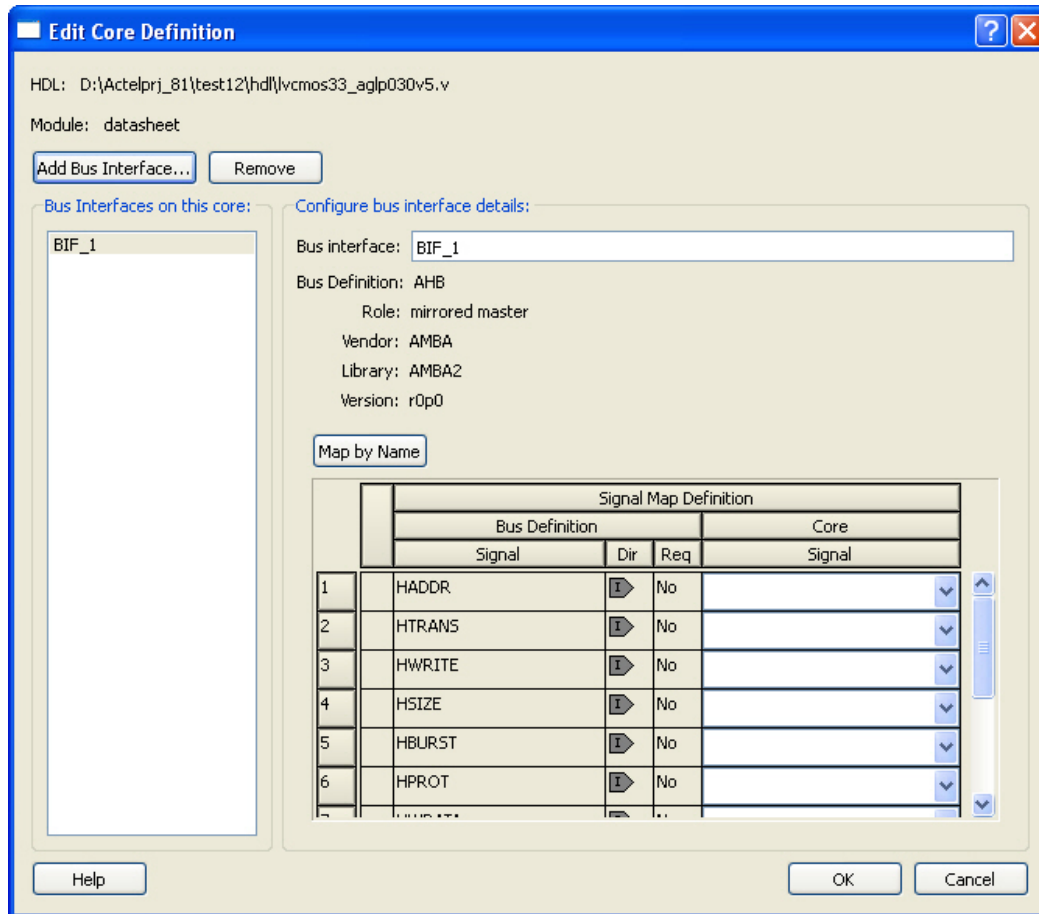 Edit Core Definition
HDL: D:\Actelprj_81\test12\hdl\lvcmos33_aglp030v5.v
Module: datasheet
Add Bus Interface... Remove
Bus Interfaces on this core: Configure bus interface details:
BIF_1
Bus interface: BIF_1
Bus Definition: AHB
Role: mirrored master
Vendor: AMBA
Library: AMBA2
Version: r0p0
Map by Name
Signal Map Definition
Bus Definition Core
Signal Dir Req Signal
1 HADDR I No
2 HTRANS I No
3 HWRITE I No
4 HSIZE I No
5 HBURST I No
6 HPROT I No
Help OK Cancel